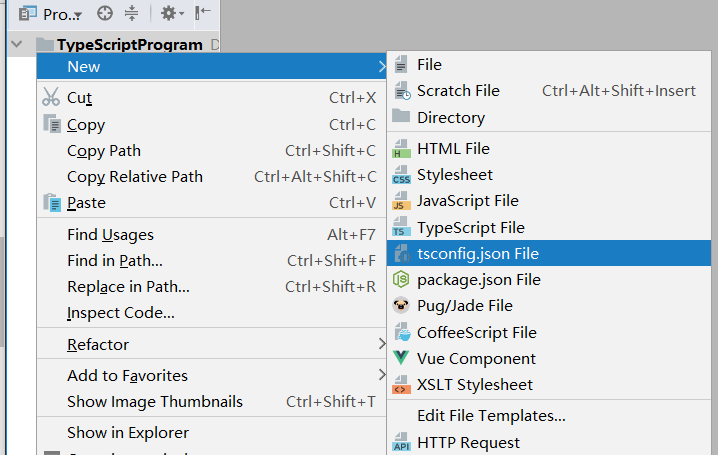 Pro...
TypeScriptProgram D
New
Cut Ctrl+X
Copy Ctrl+C
Copy Path Ctrl+Shift+C
Copy Relative Path Ctrl+Alt+Shift+C
Paste Ctrl+V
Find Usages Alt+F7
Find in Path... Ctrl+Shift+F
Replace in Path... Ctrl+Shift+R
Inspect Code...
Refactor
Add to Favorites
Show Image Thumbnails Ctrl+Shift+T
Show in Explorer
File
Scratch File Ctrl+Alt+Shift+Insert
Directory
H HTML File
CSS Stylesheet
JS JavaScript File
TS TypeScript File
tsconfig.json File
package.json File
Pug/Jade File
CoffeeScript File
Vue Component
<> XSLT Stylesheet
Edit File Templates...
API HTTP Request